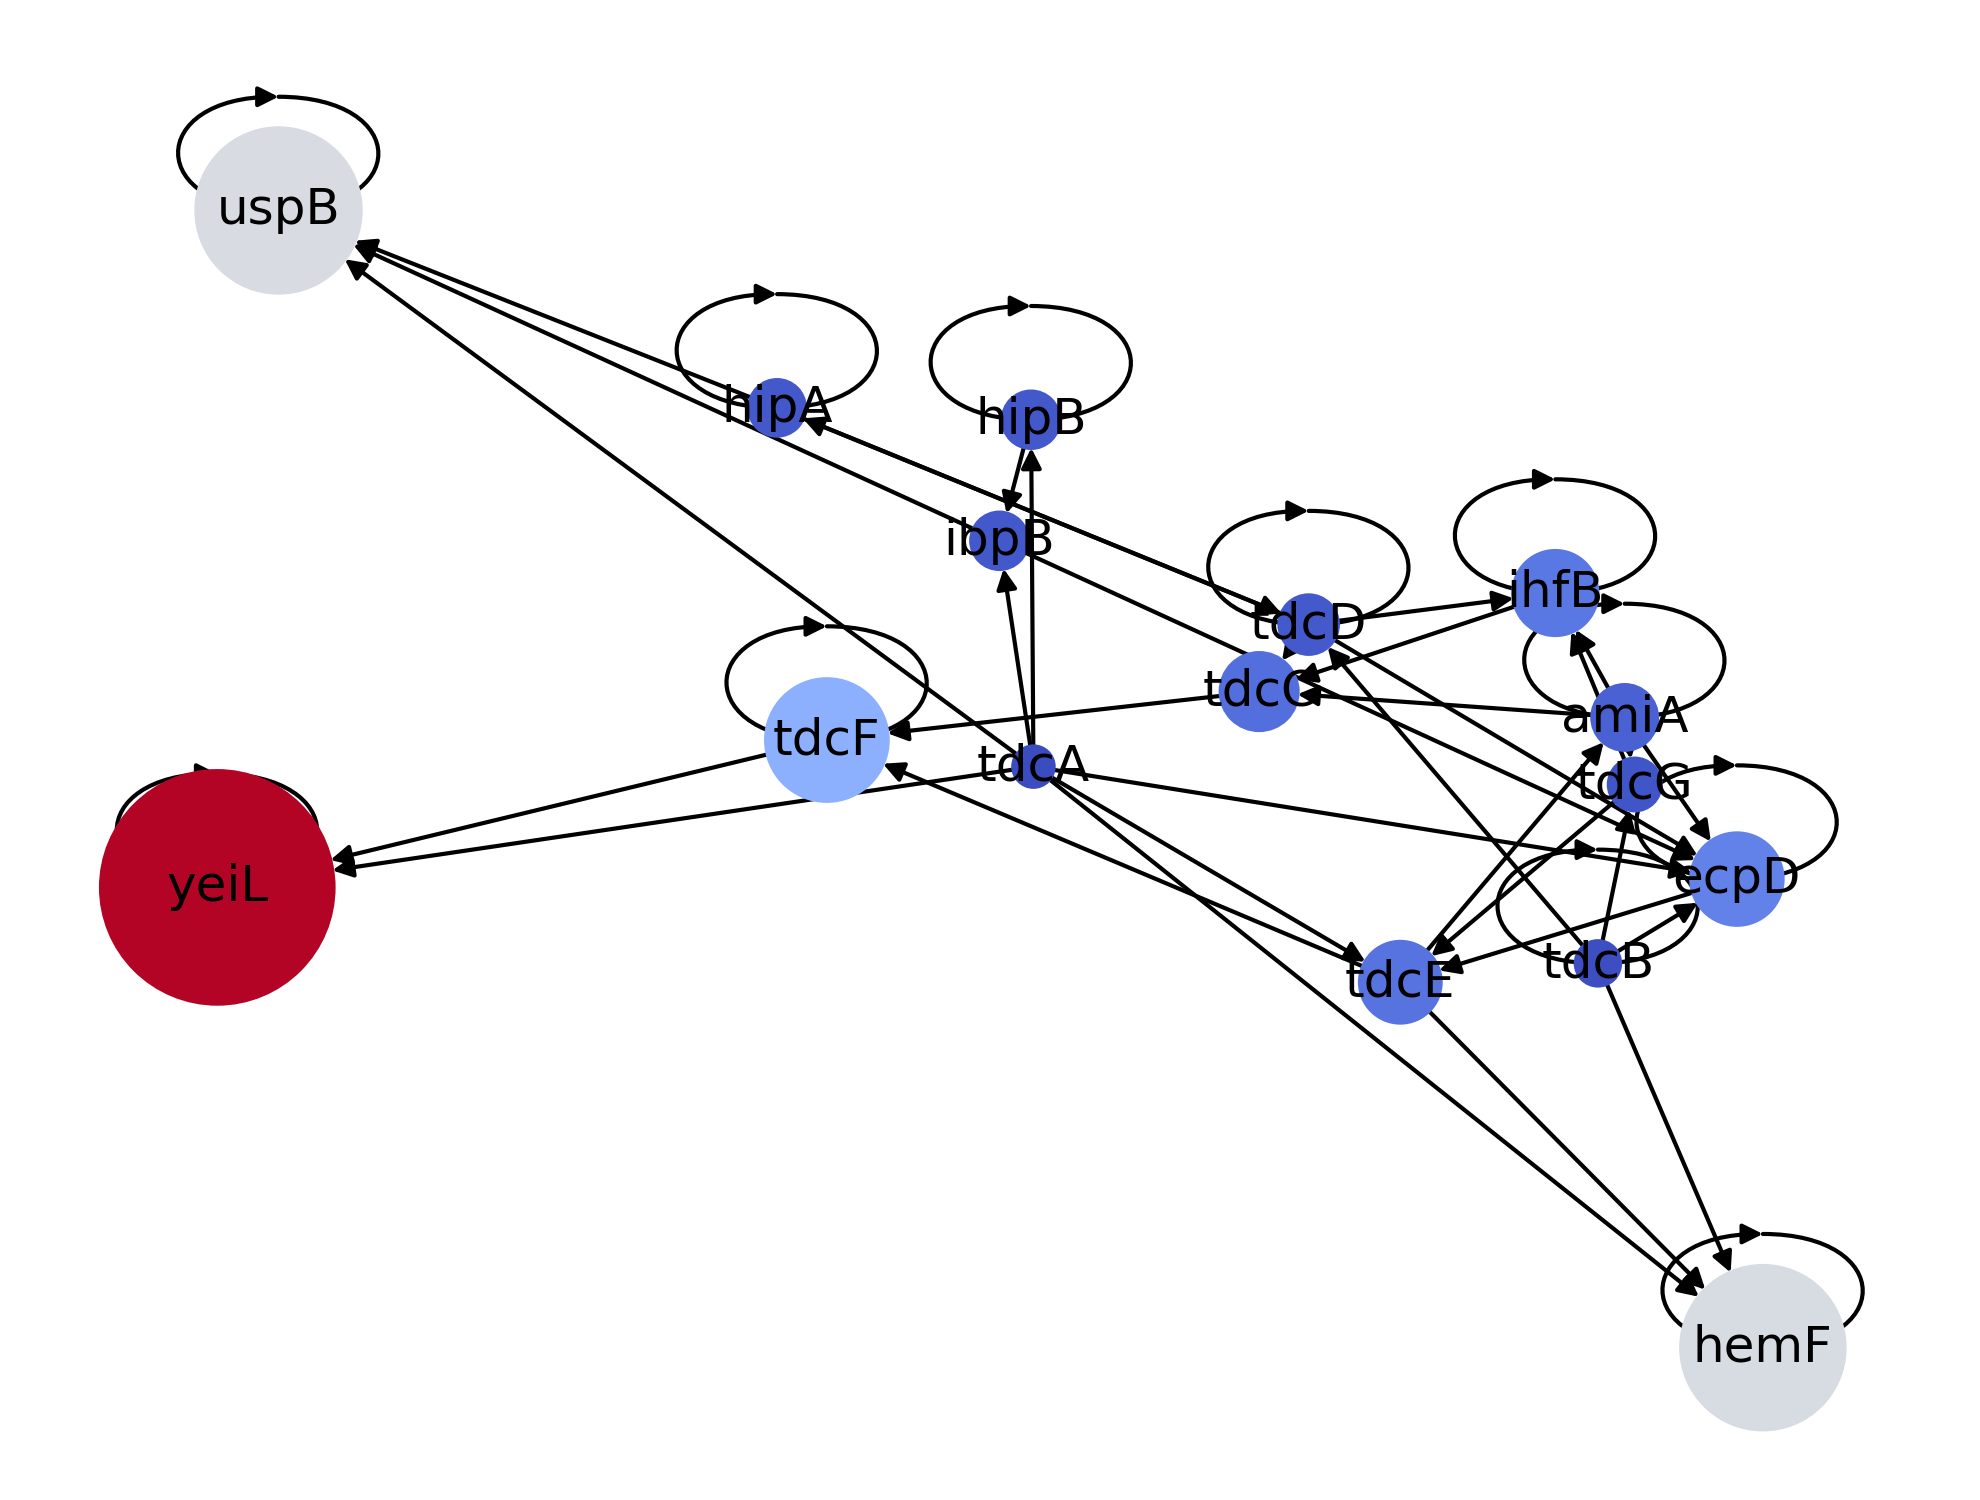 uspB
hipA
hipB
ibpB
ihfB
tdcD
tdcC
amiA
tdcF
tdcA
tdcG
yeiL
ecpD
tdcB
tdcE
hemF